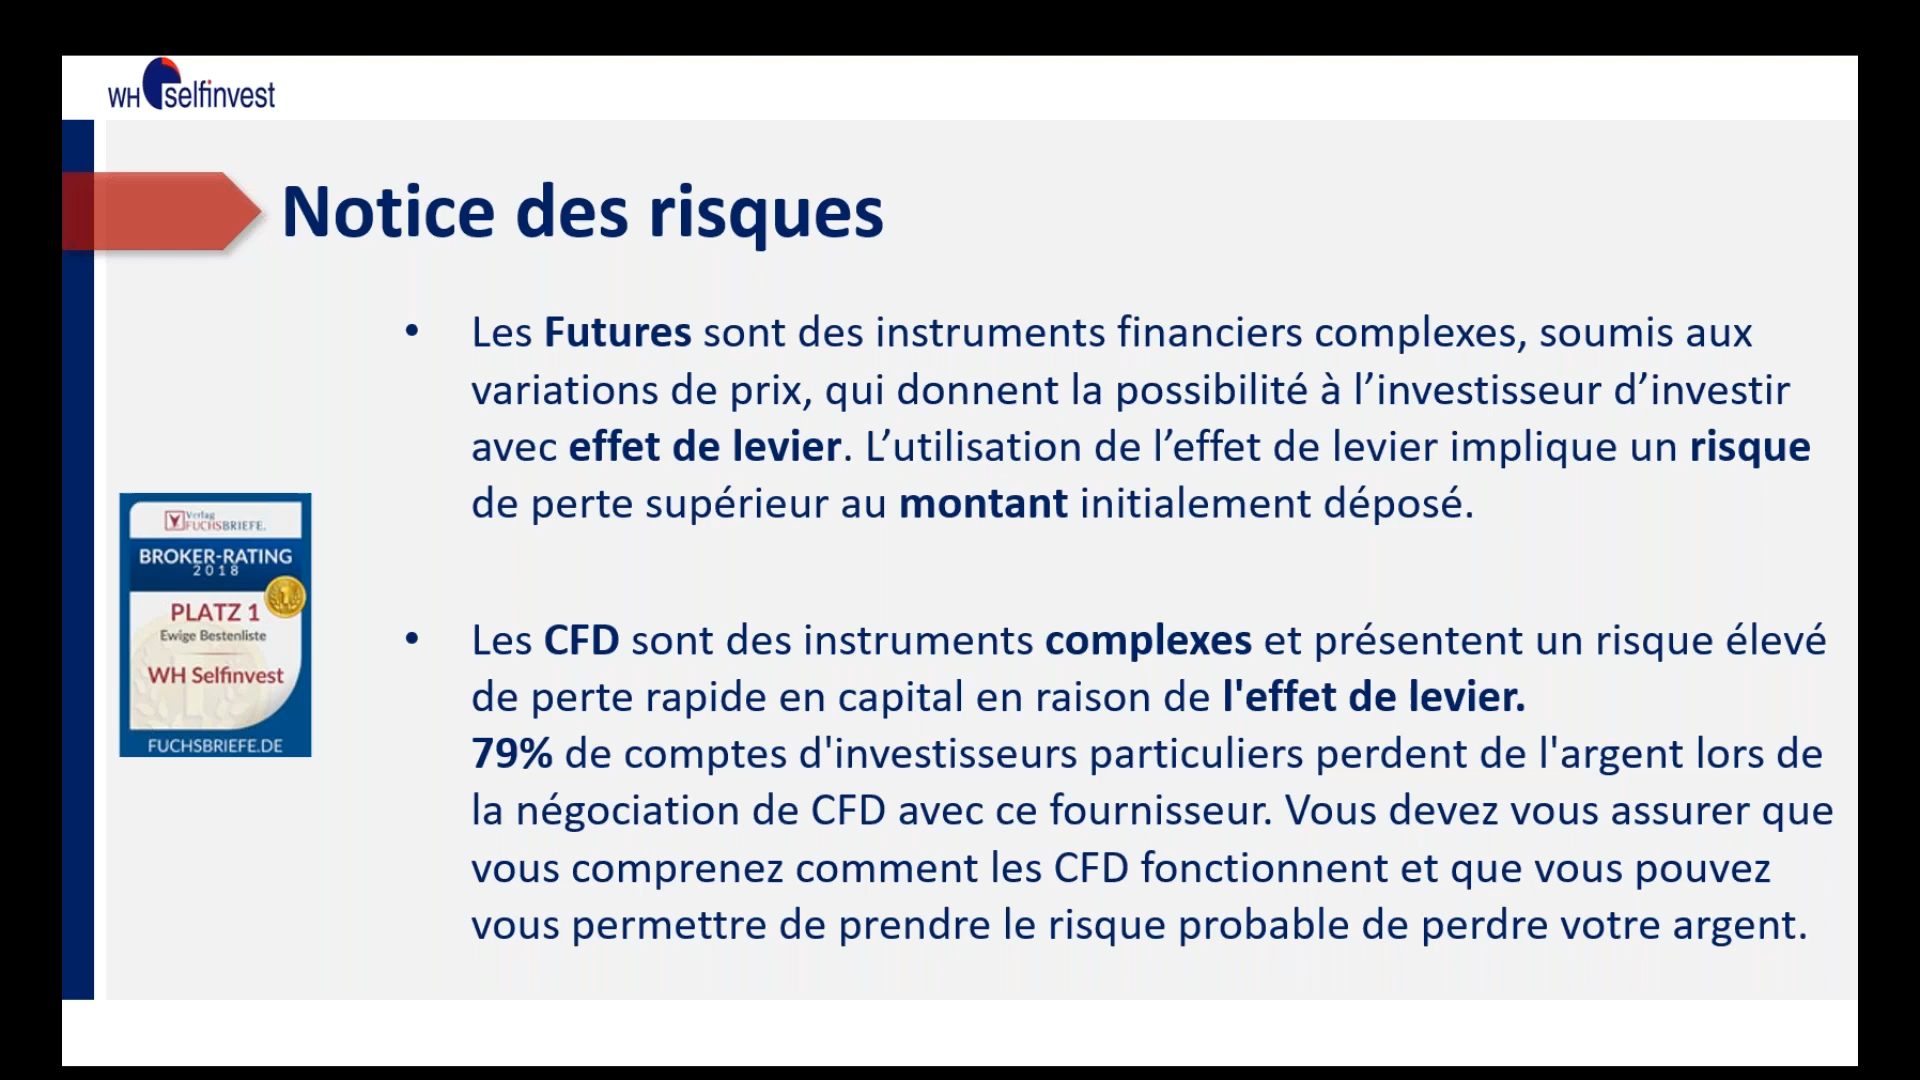 WH selfinvest
Notice des risques
• Les Futures sont des instruments financiers complexes, soumis aux
variations de prix, qui donnent la possibilité à l’investisseur d’investir
avec effet de levier. L’utilisation de l’effet de levier implique un risque
de perte supérieur au montant initialement déposé.
• Les CFD sont des instruments complexes et présentent un risque élevé
de perte rapide en capital en raison de l'effet de levier.
79% de comptes d'investisseurs particuliers perdent de l'argent lors de
la négociation de CFD avec ce fournisseur. Vous devez vous assurer que
vous comprenez comment les CFD fonctionnent et que vous pouvez
vous permettre de prendre le risque probable de perdre votre argent.
Verlag
FUCHSBRIEFE.
BROKER-RATING
2018
PLATZ 1
Ewige Bestenliste
WH Selfinvest
FUCHSBRIEFE.DE